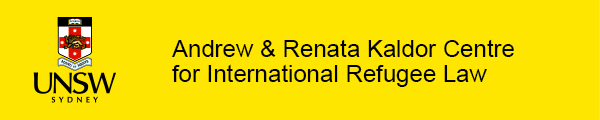 UNSW
SYDNEY
Andrew & Renata Kaldor Centre
for International Refugee Law